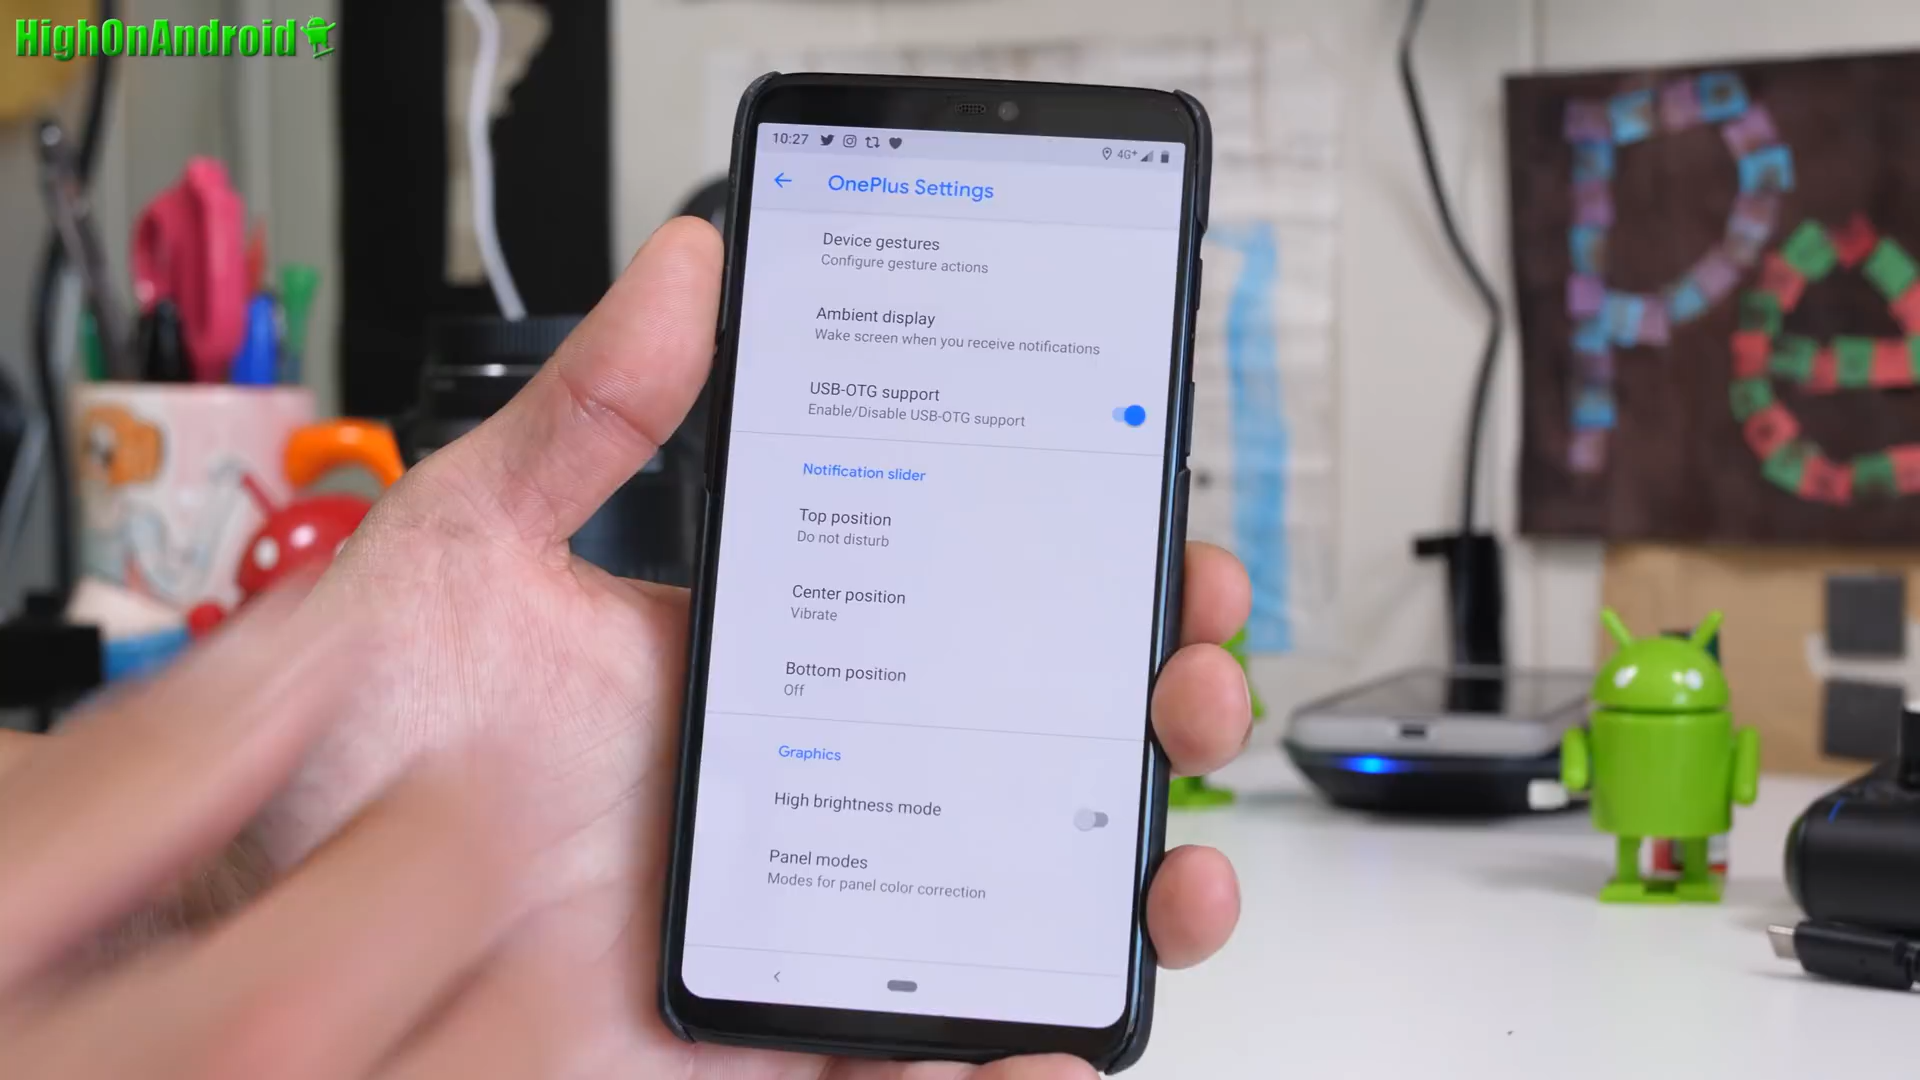 HighOnAndroid
10:27
4G+
OnePlus Settings
Device gestures
Configure gesture actions
Ambient display
Wake screen when you receive notifications
USB-OTG support
Enable/Disable USB-OTG support
Notification slider
Top position
Do not disturb
Center position
Vibrate
Bottom position
Off
Graphics
High brightness mode
Panel modes
Modes for panel color correction
Pe